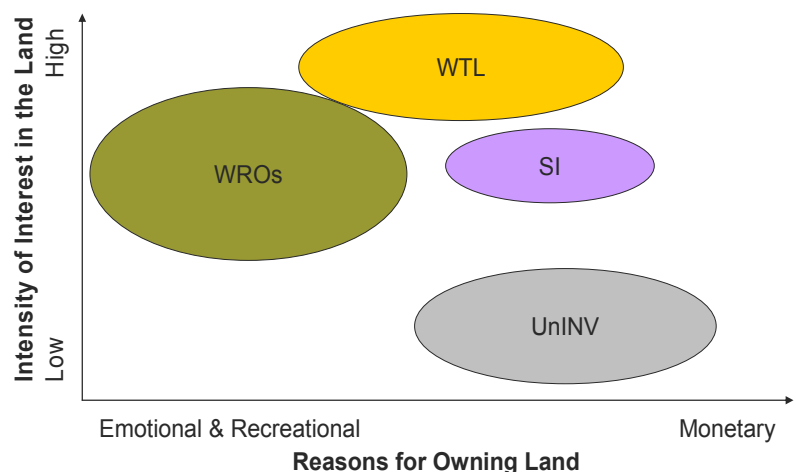 Intensity of Interest in the Land
High
Low
WTL
WROs
SI
UnINV
Emotional & Recreational
Monetary
Reasons for Owning Land